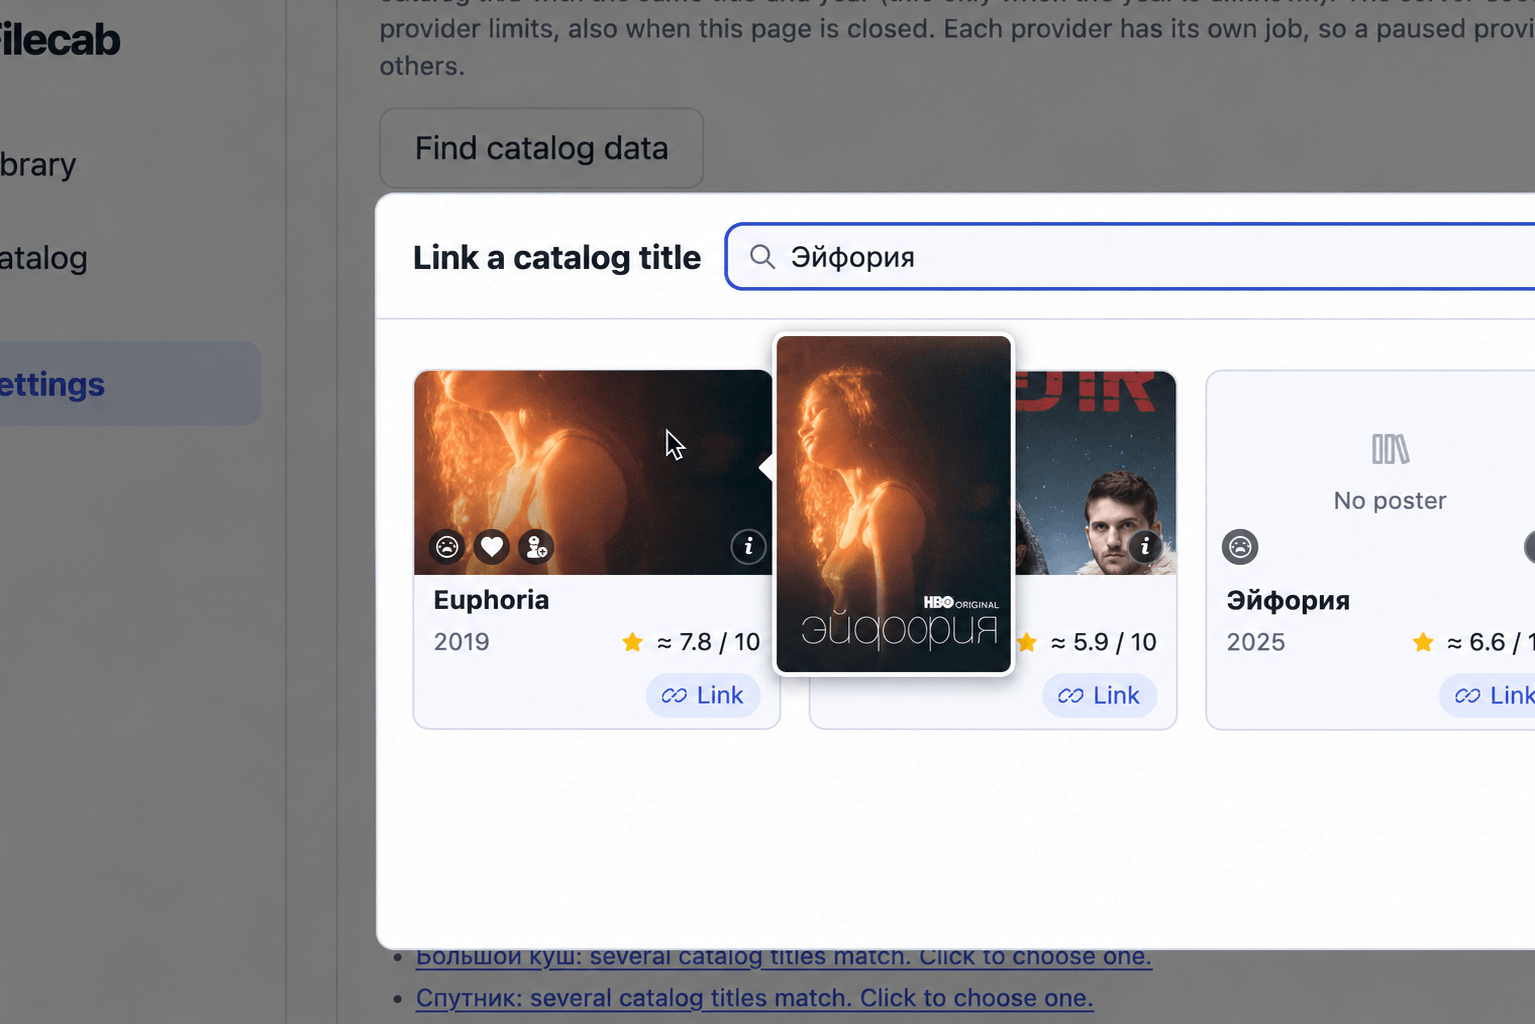 Filecab
provider limits, also when this page is closed. Each provider has its own job, so a paused provi
others.
Find catalog data
brary
atalog
ettings
Link a catalog title
Эйфория
HBO ORIGINAL
эйфория
i
Euphoria
2019
≈ 7.8 / 10
Link
i
≈ 5.9 / 10
Link
No poster
Эйфория
2025
≈ 6.6 / 1
Link
Большой куш: several catalog titles match. Click to choose one.
Спутник: several catalog titles match. Click to choose one.